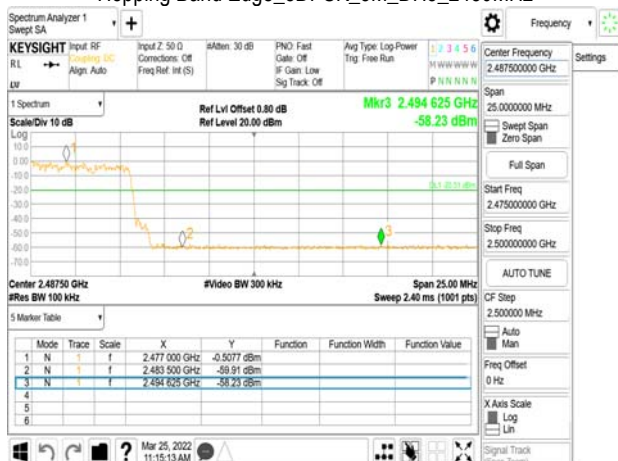 Spectrum Analyzer 1
Swept SA
+
Frequency
KEYSIGHT
RL
Input: RF
Coupling: DC
Align: Auto
Input Z: 50 Ω
Corrections: Off
Freq Ref: Int (S)
#Atten: 30 dB
PNO: Fast
Gate: Off
IF Gain: Low
Sig Track: Off
Avg Type: Log-Power
Trig: Free Run
1 2 3 4 5 6
M W W W W W
P N N N N N
1 Spectrum
Scale/Div 10 dB
Ref Lvl Offset 0.80 dB
Ref Level 20.00 dBm
Mkr3 2.494 625 GHz
-58.23 dBm
Log
10.0
0.00
-10.0
-20.0
-30.0
-40.0
-50.0
-60.0
-70.0
1
2
3
Center 2.48750 GHz
#Res BW 100 kHz
#Video BW 300 kHz
Span 25.00 MHz
Sweep 2.40 ms (1001 pts)
5 Marker Table
Mode Trace Scale X Y Function Function Width Function Value
1 N 1 f 2.477 000 GHz -0.5077 dBm
2 N 1 f 2.483 500 GHz -59.91 dBm
3 N 1 f 2.494 625 GHz -58.23 dBm
4
5
6
?
Mar 25, 2022
11:15:13 AM
Center Frequency
2.487500000 GHz
Settings
Span
25.0000000 MHz
Swept Span
Zero Span
Full Span
Start Freq
2.475000000 GHz
Stop Freq
2.500000000 GHz
AUTO TUNE
CF Step
2.500000 MHz
Auto
Man
Freq Offset
0 Hz
X Axis Scale
Log
Lin
Signal Track